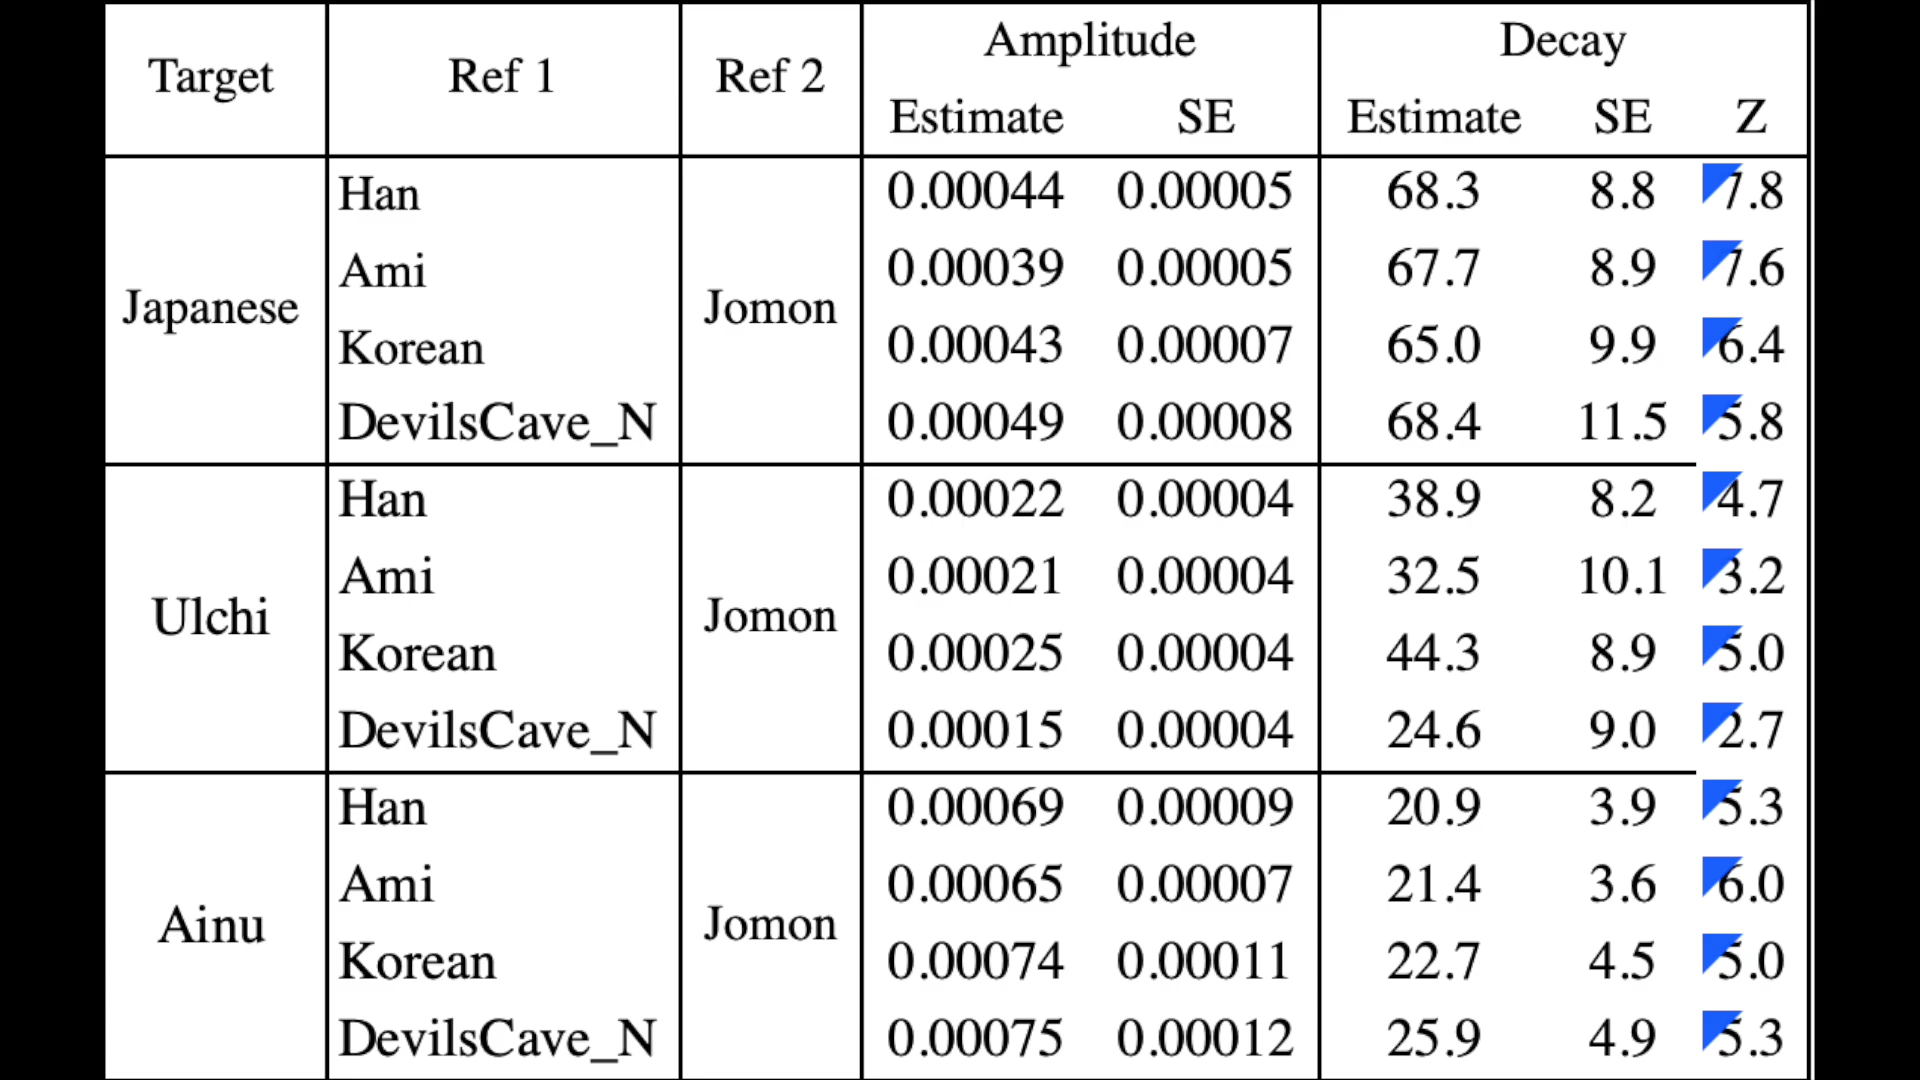 Target Ref 1 Ref 2 Amplitude Decay
Estimate SE Estimate SE Z
Japanese Jomon
Han 0.00044 0.00005 68.3 8.8 7.8
Ami 0.00039 0.00005 67.7 8.9 7.6
Korean 0.00043 0.00007 65.0 9.9 6.4
DevilsCave_N 0.00049 0.00008 68.4 11.5 5.8
Ulchi Jomon
Han 0.00022 0.00004 38.9 8.2 4.7
Ami 0.00021 0.00004 32.5 10.1 3.2
Korean 0.00025 0.00004 44.3 8.9 5.0
DevilsCave_N 0.00015 0.00004 24.6 9.0 2.7
Ainu Jomon
Han 0.00069 0.00009 20.9 3.9 5.3
Ami 0.00065 0.00007 21.4 3.6 6.0
Korean 0.00074 0.00011 22.7 4.5 5.0
DevilsCave_N 0.00075 0.00012 25.9 4.9 5.3